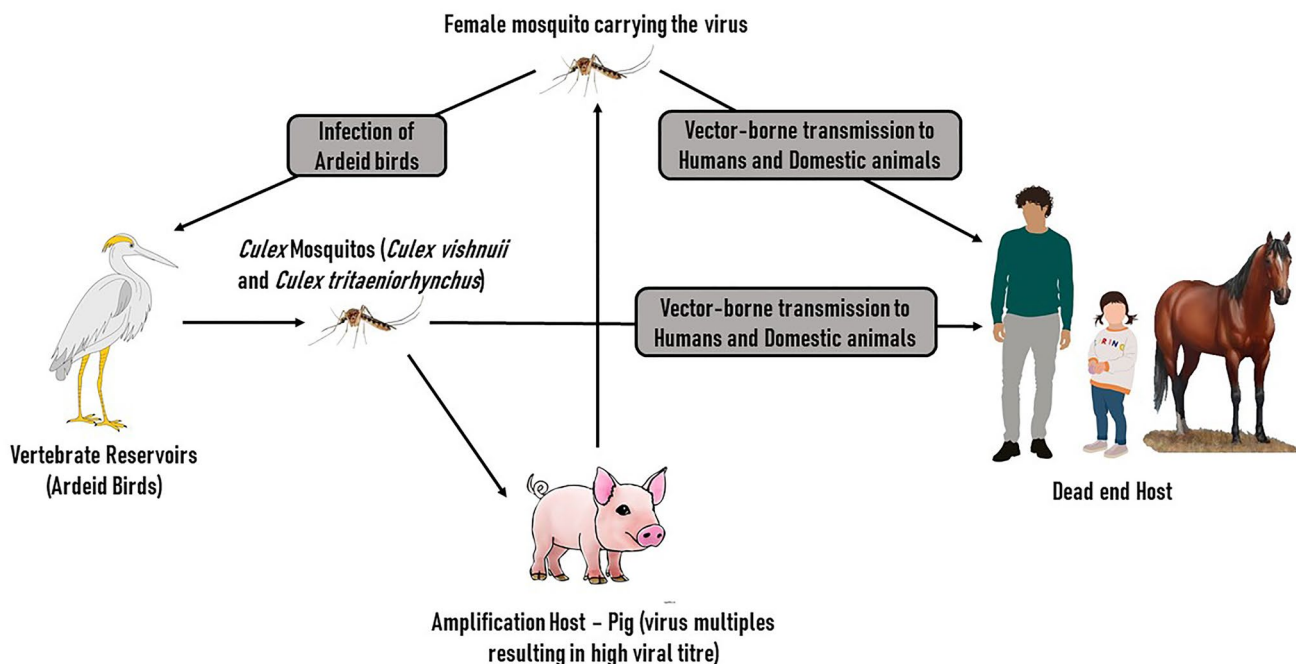 Female mosquito carrying the virus
Infection of
Ardeid birds
Vector-borne transmission to
Humans and Domestic animals
Culex Mosquitos (Culex vishnuii
and Culex tritaeniorhynchus)
Vector-borne transmission to
Humans and Domestic animals
Vertebrate Reservoirs
(Ardeid Birds)
Dead end Host
Amplification Host – Pig (virus multiples
resulting in high viral titre)